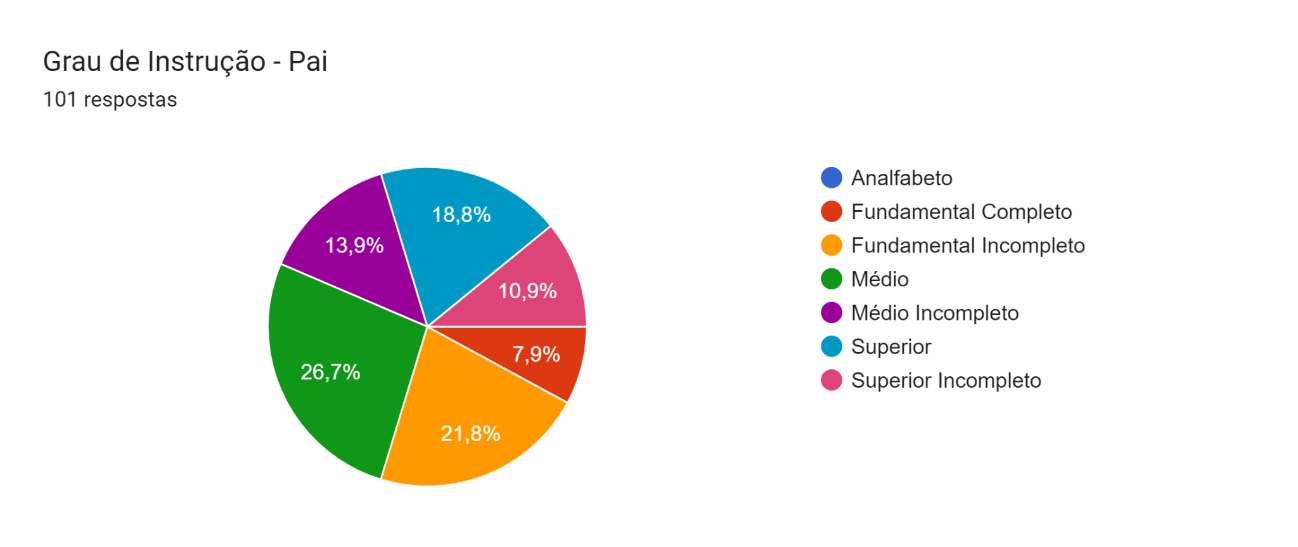 Grau de Instrução - Pai
101 respostas
18,8%
13,9%
10,9%
7,9%
26,7%
21,8%
Analfabeto
Fundamental Completo
Fundamental Incompleto
Médio
Médio Incompleto
Superior
Superior Incompleto